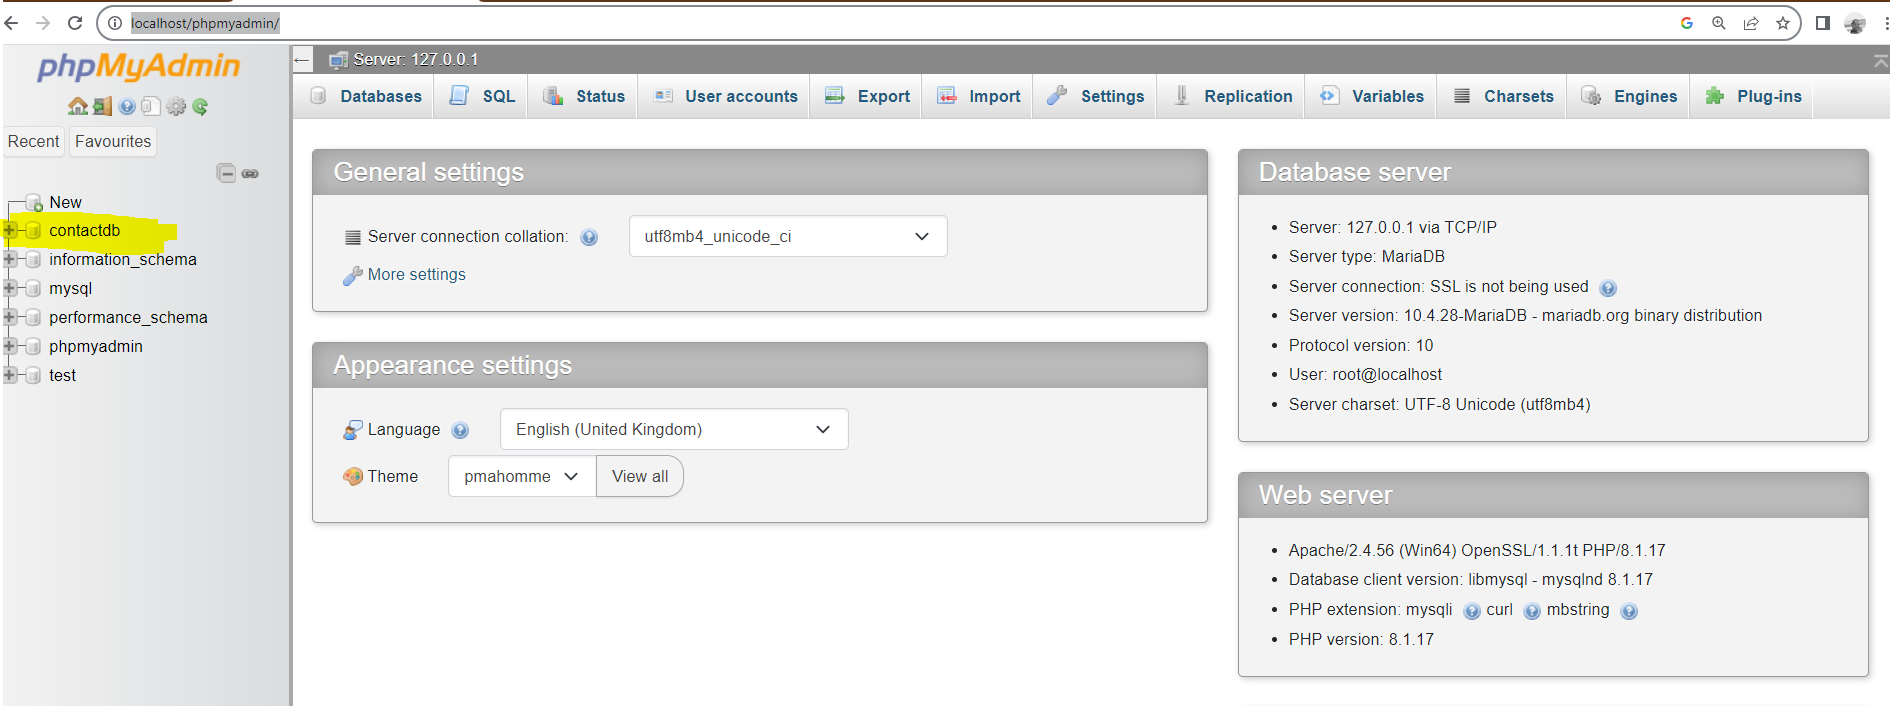 localhost/phpmyadmin/
phpMyAdmin
Recent Favourites
New
contactdb
information_schema
mysql
performance_schema
phpmyadmin
test
Server: 127.0.0.1
Databases SQL Status User accounts Export Import Settings Replication Variables Charsets Engines Plug-ins
General settings
Server connection collation: utf8mb4_unicode_ci
More settings
Appearance settings
Language English (United Kingdom)
Theme pmahomme View all
Database server
Server: 127.0.0.1 via TCP/IP
Server type: MariaDB
Server connection: SSL is not being used
Server version: 10.4.28-MariaDB - mariadb.org binary distribution
Protocol version: 10
User: root@localhost
Server charset: UTF-8 Unicode (utf8mb4)
Web server
Apache/2.4.56 (Win64) OpenSSL/1.1.1t PHP/8.1.17
Database client version: libmysql - mysqlnd 8.1.17
PHP extension: mysqli curl mbstring
PHP version: 8.1.17